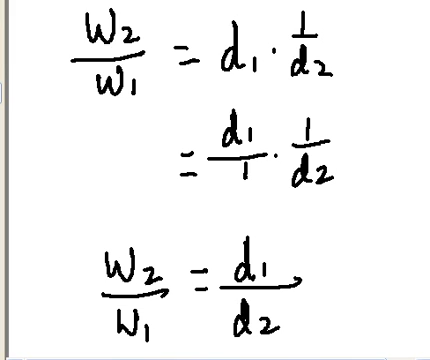 W₂/W₁ = d₁ · 1/d₂
= d₁/1 · 1/d₂
W₂/W₁ = d₁/d₂